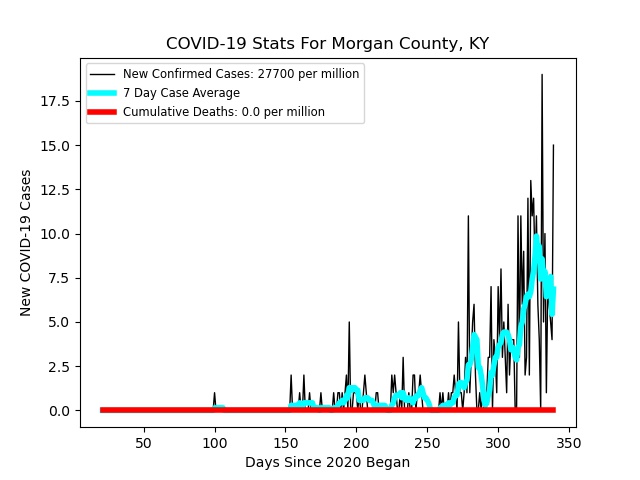 COVID-19 Stats For Morgan County, KY
New Confirmed Cases: 27700 per million
7 Day Case Average
Cumulative Deaths: 0.0 per million
New COVID-19 Cases
17.5
15.0
12.5
10.0
7.5
5.0
2.5
0.0
50 100 150 200 250 300 350
Days Since 2020 Began